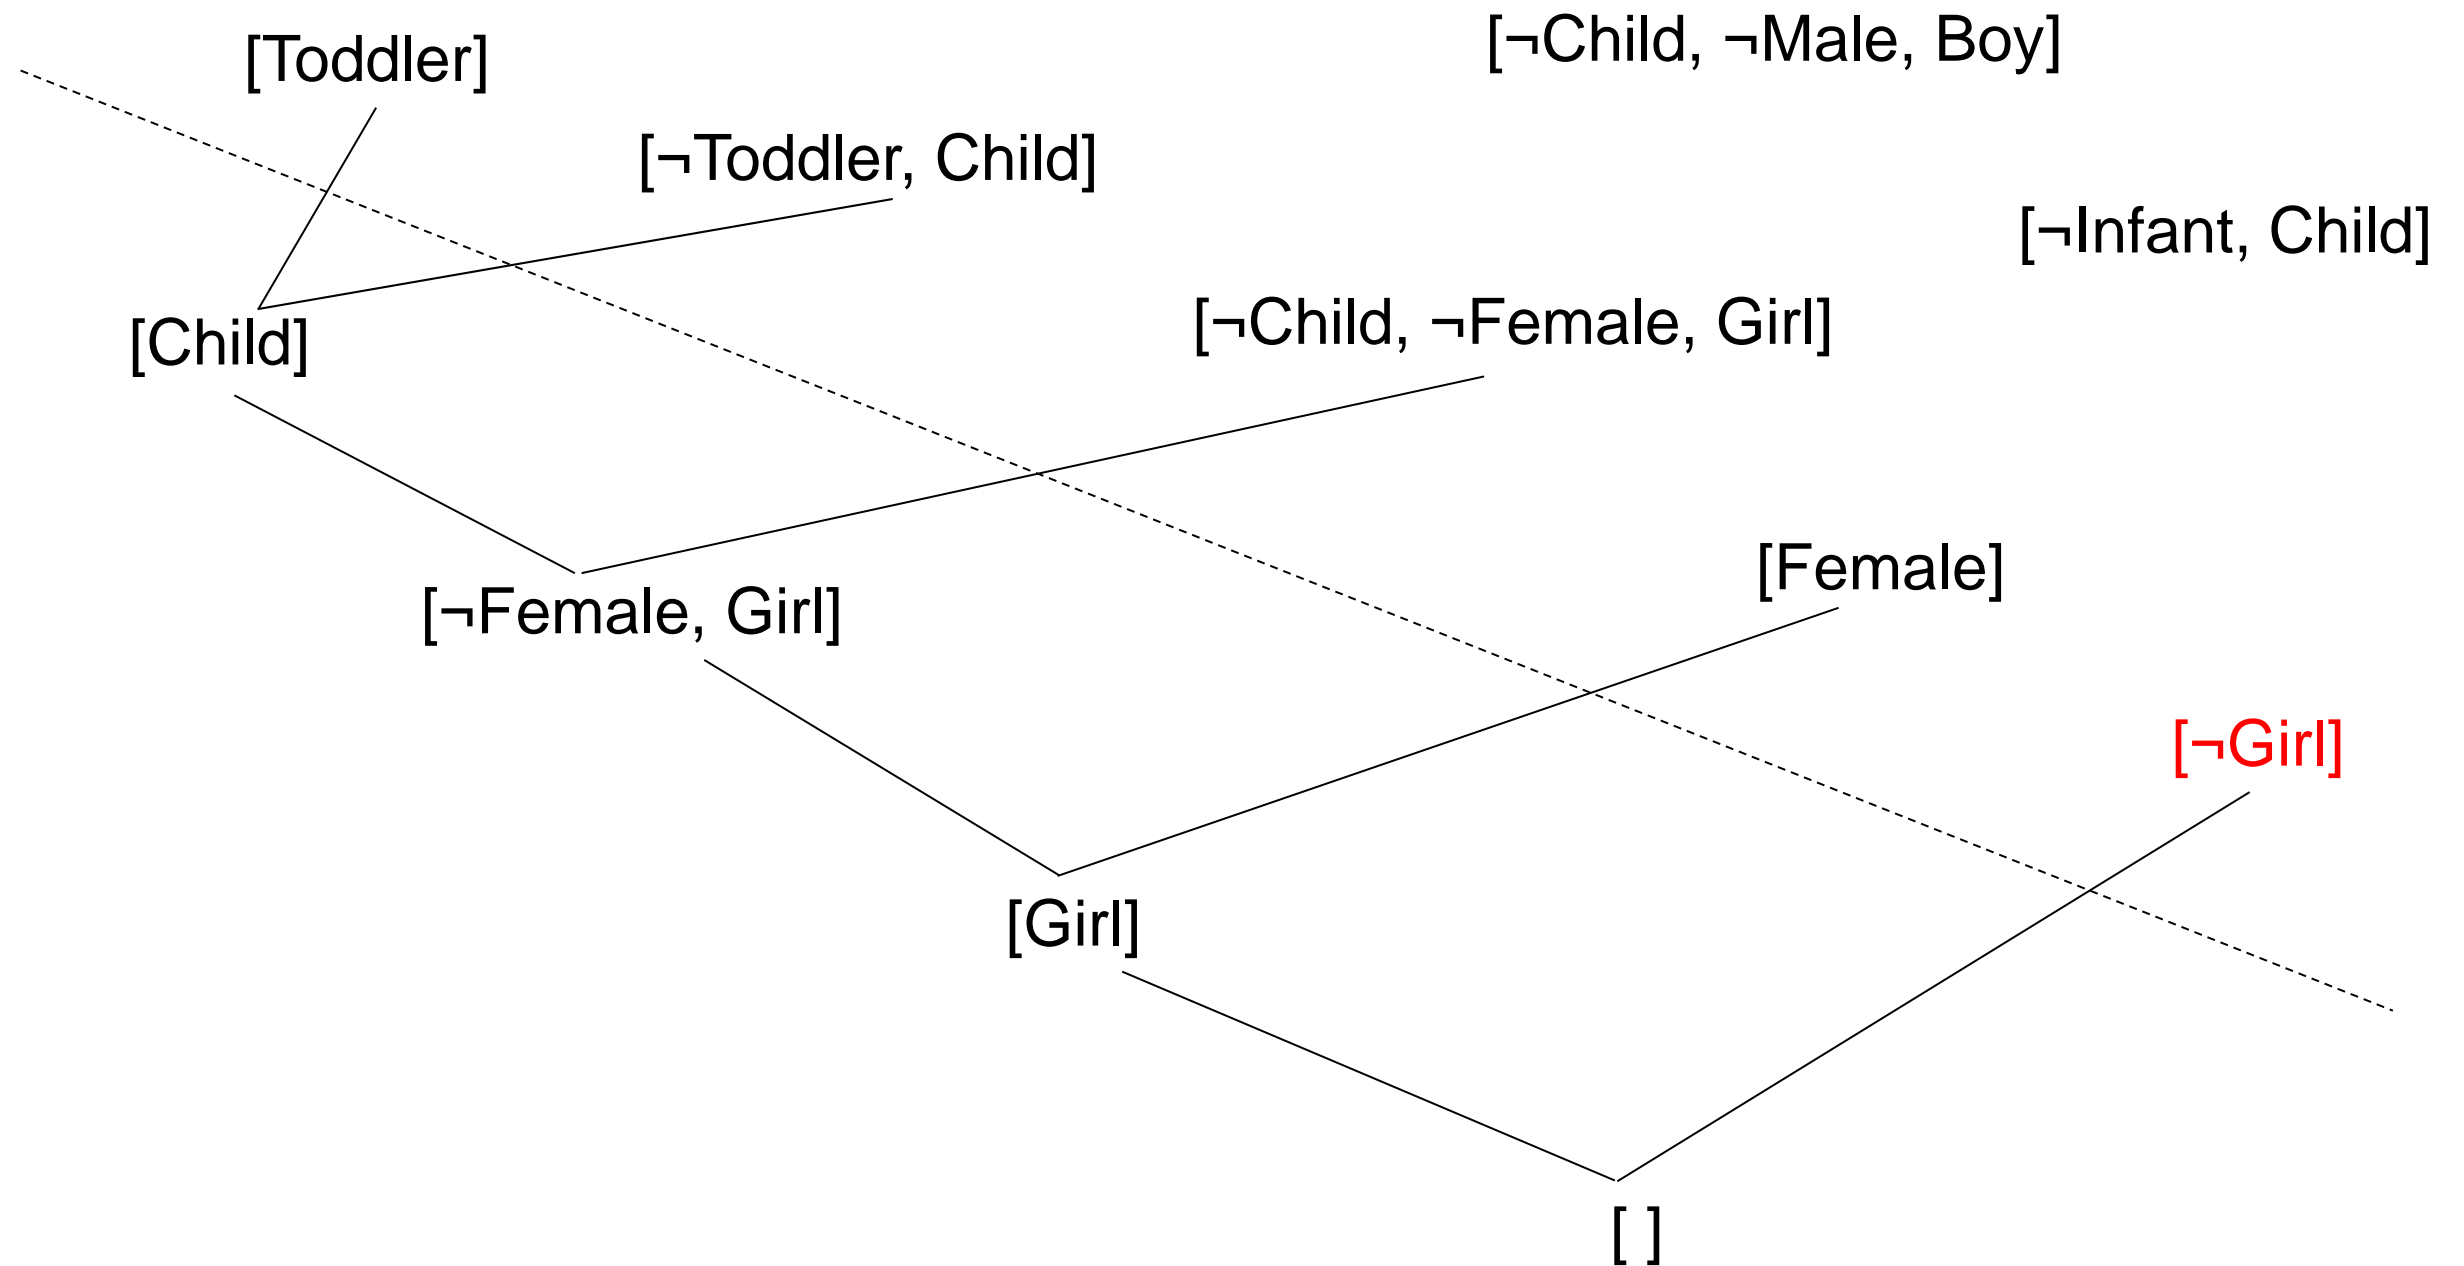 [¬Child, ¬Male, Boy]
[Toddler]
[¬Toddler, Child]
[¬Infant, Child]
[¬Child, ¬Female, Girl]
[Child]
[Female]
[¬Female, Girl]
[¬Girl]
[Girl]
[ ]